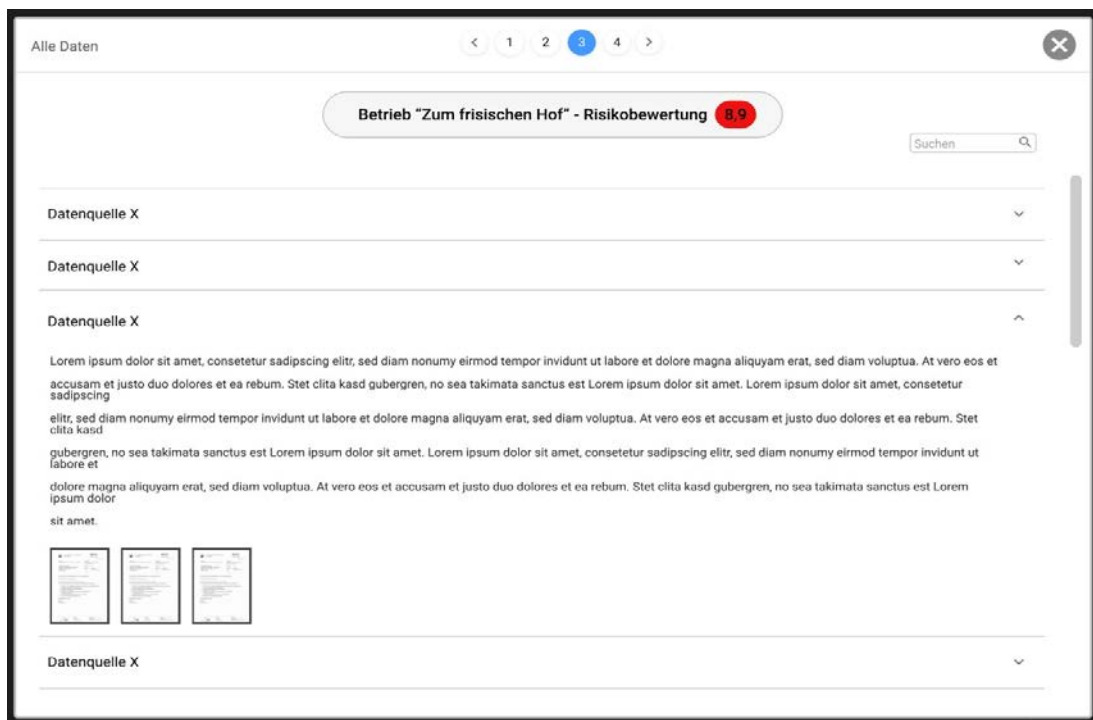 Alle Daten
< 1 2 3 4 >
Betrieb "Zum frisischen Hof" - Risikobewertung 8,9
Suchen
Datenquelle X
Datenquelle X
Datenquelle X
Lorem ipsum dolor sit amet, consetetur sadipscing elitr, sed diam nonumy eirmod tempor invidunt ut labore et dolore magna aliquyam erat, sed diam voluptua. At vero eos et
accusam et justo duo dolores et ea rebum. Stet clita kasd gubergren, no sea takimata sanctus est Lorem ipsum dolor sit amet. Lorem ipsum dolor sit amet, consetetur
sadipscing
elitr, sed diam nonumy eirmod tempor invidunt ut labore et dolore magna aliquyam erat, sed diam voluptua. At vero eos et accusam et justo duo dolores et ea rebum. Stet
clita kasd
gubergren, no sea takimata sanctus est Lorem ipsum dolor sit amet. Lorem ipsum dolor sit amet, consetetur sadipscing elitr, sed diam nonumy eirmod tempor invidunt ut
labore et
dolore magna aliquyam erat, sed diam voluptua. At vero eos et accusam et justo duo dolores et ea rebum. Stet clita kasd gubergren, no sea takimata sanctus est Lorem
ipsum dolor
sit amet.
Datenquelle X